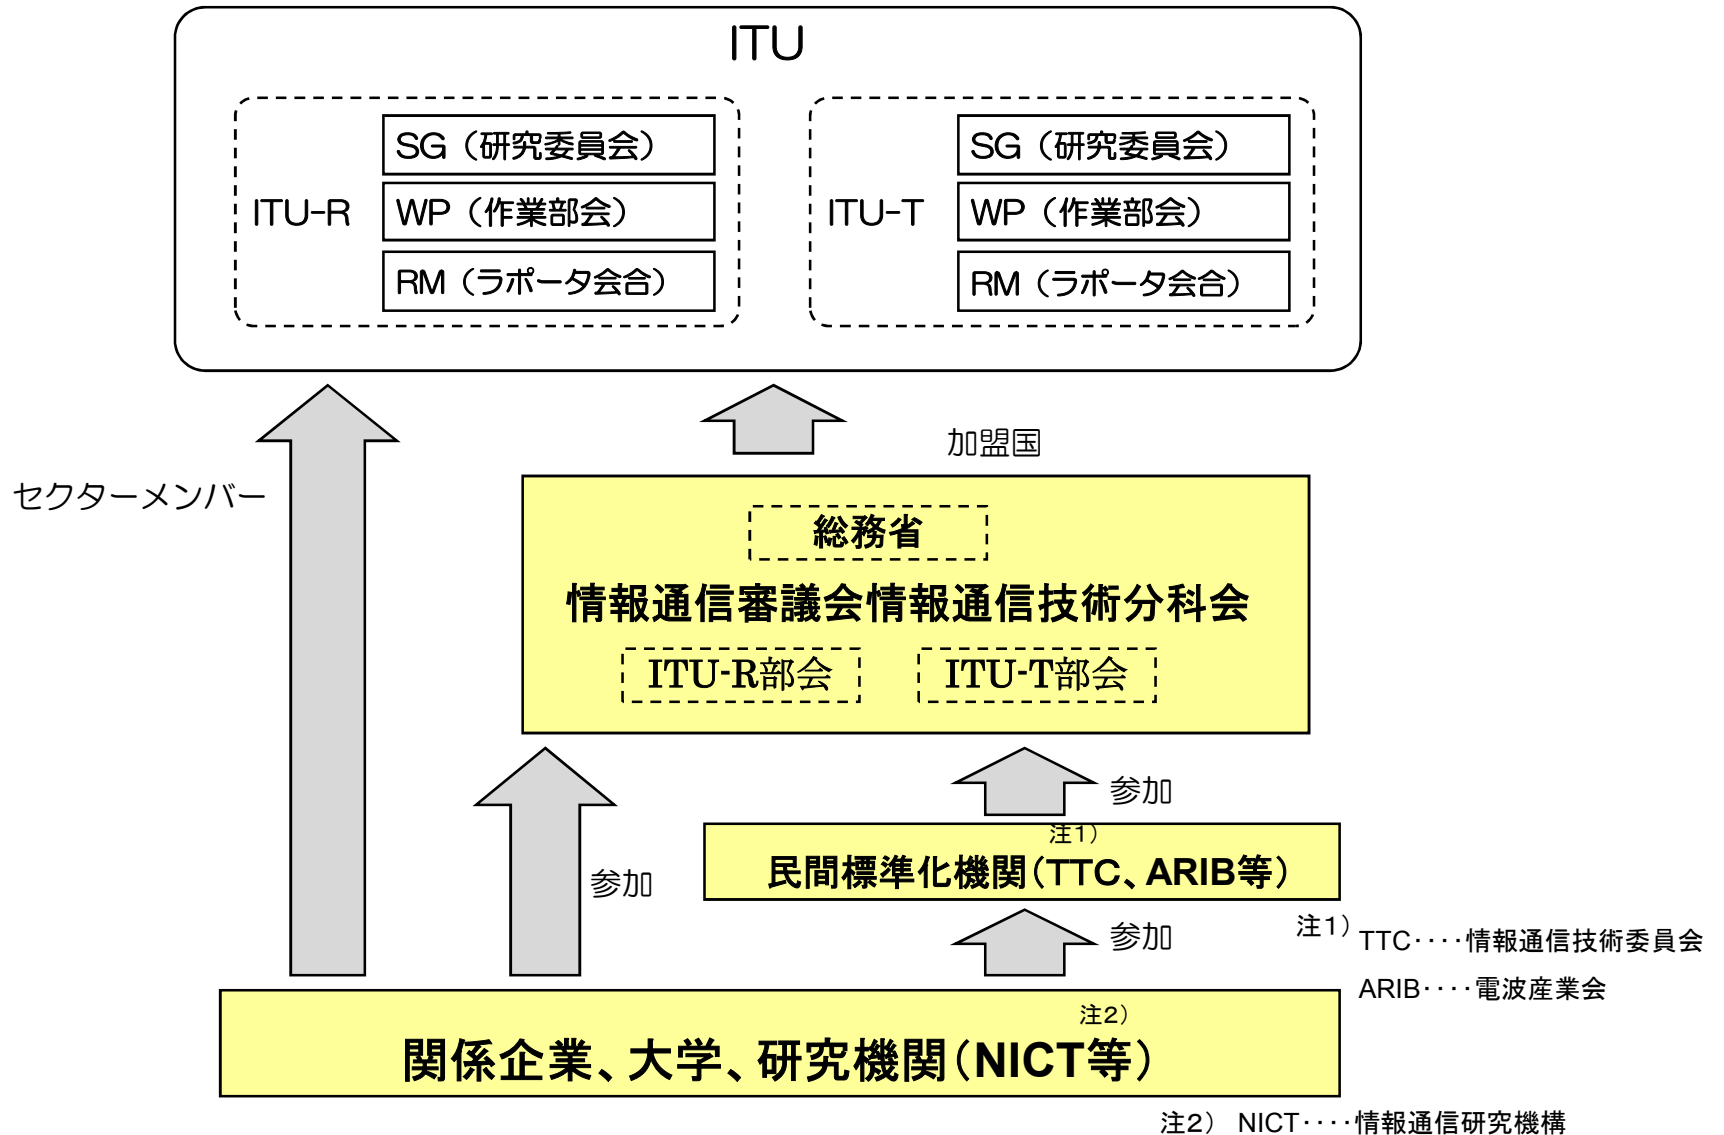 ITU
ITU-R
SG（研究委員会）
WP（作業部会）
RM（ラポータ会合）
ITU-T
SG（研究委員会）
WP（作業部会）
RM（ラポータ会合）
加盟国
セクターメンバー
総務省
情報通信審議会情報通信技術分科会
ITU-R部会
ITU-T部会
参加
注1）
民間標準化機関（TTC、ARIB等）
参加
参加
注1）
TTC････情報通信技術委員会
ARIB････電波産業会
注2）
関係企業、大学、研究機関（NICT等）
注2） NICT････情報通信研究機構